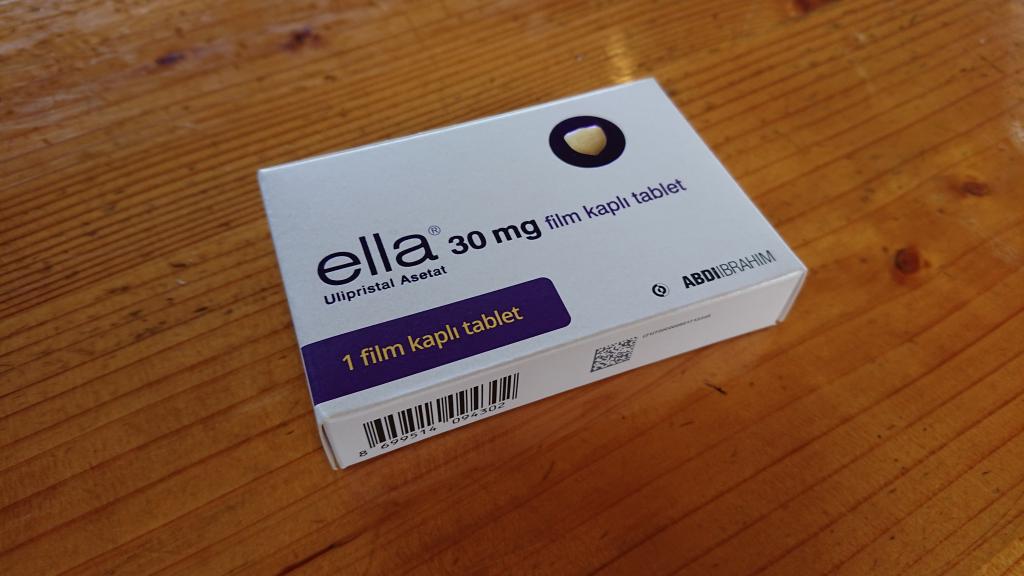 ella® 30 mg film kaplı tablet
Ulipristal Asetat
1 film kaplı tablet
ABDİİBRAHİM
8 699514 094302